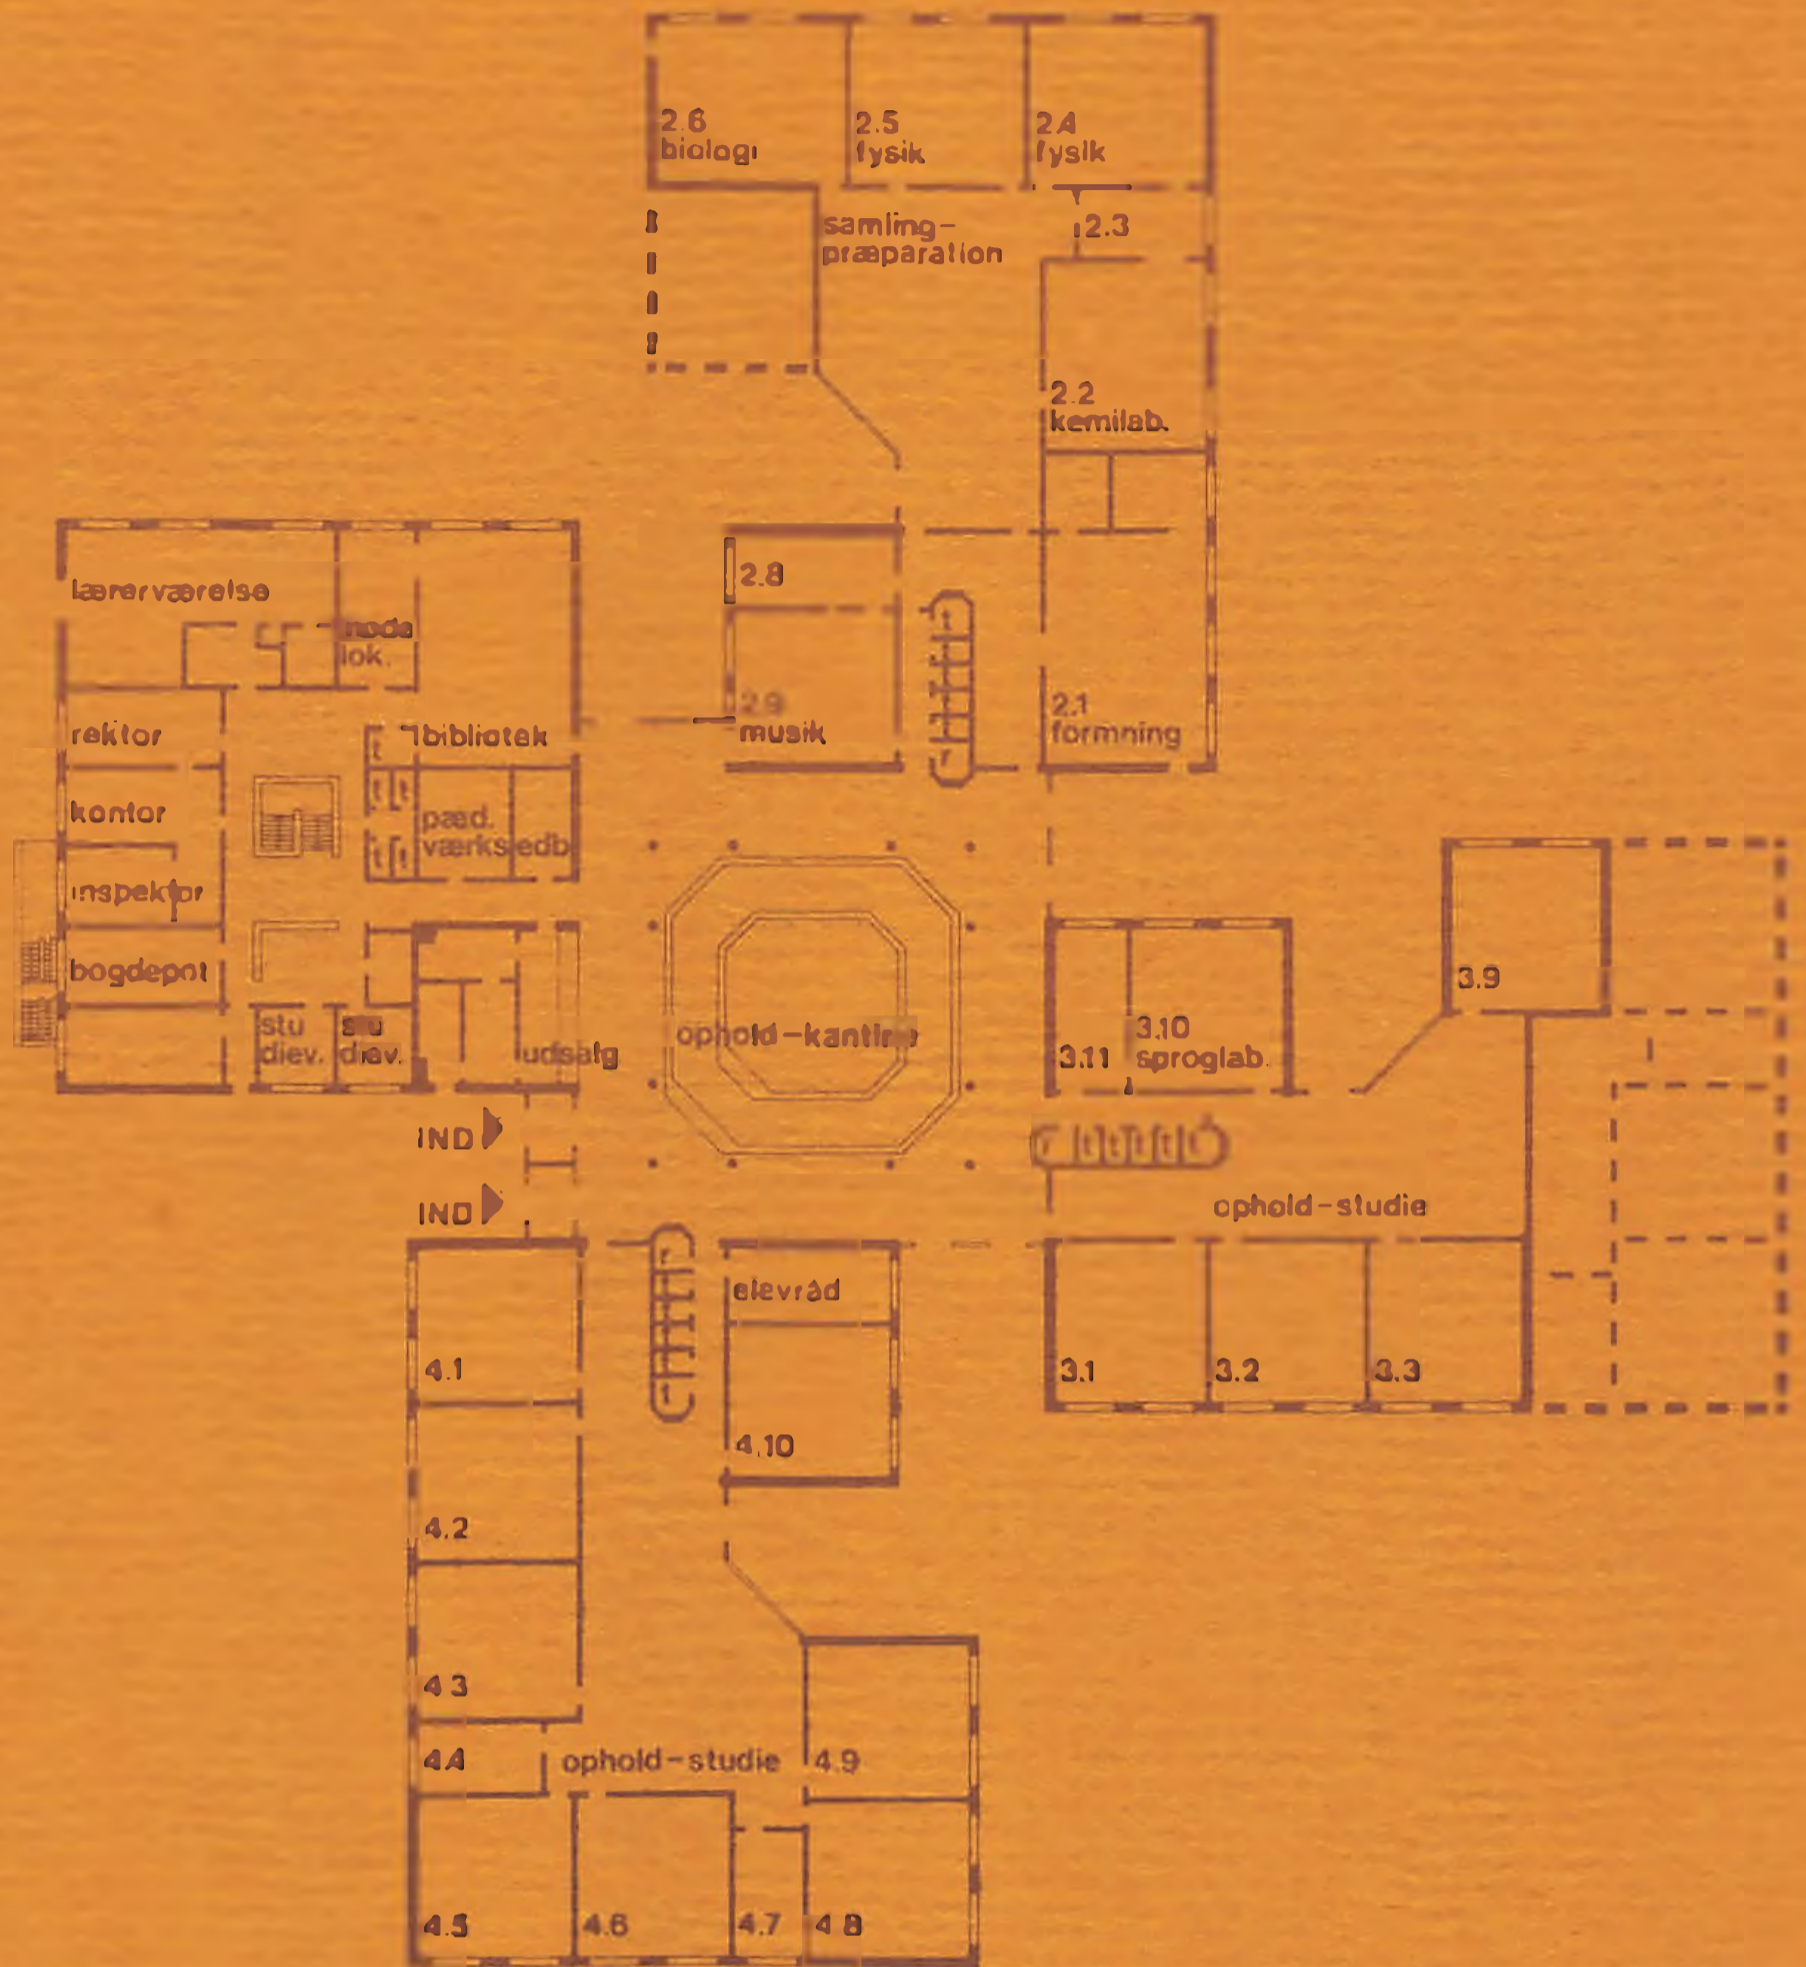 2.6
biologi
2.5
fysik
2.4
fysik
samling-
præparation
2.3
2.2
kemilab.
lærerværelse
møde
lok.
2.8
2.9
musik
2.1
formning
rektor
bibliotek
kontor
pæd.
værks
edb
inspektor
bogdepot
stu
diev.
stu
diev.
udsalg
ophold-kantine
3.9
3.10
sproglab.
3.11
IND
IND
ophold-studie
elevråd
4.1
3.1
3.2
3.3
4.10
4.2
4.3
4.4
ophold-studie
4.9
4.5
4.6
4.7
4.8